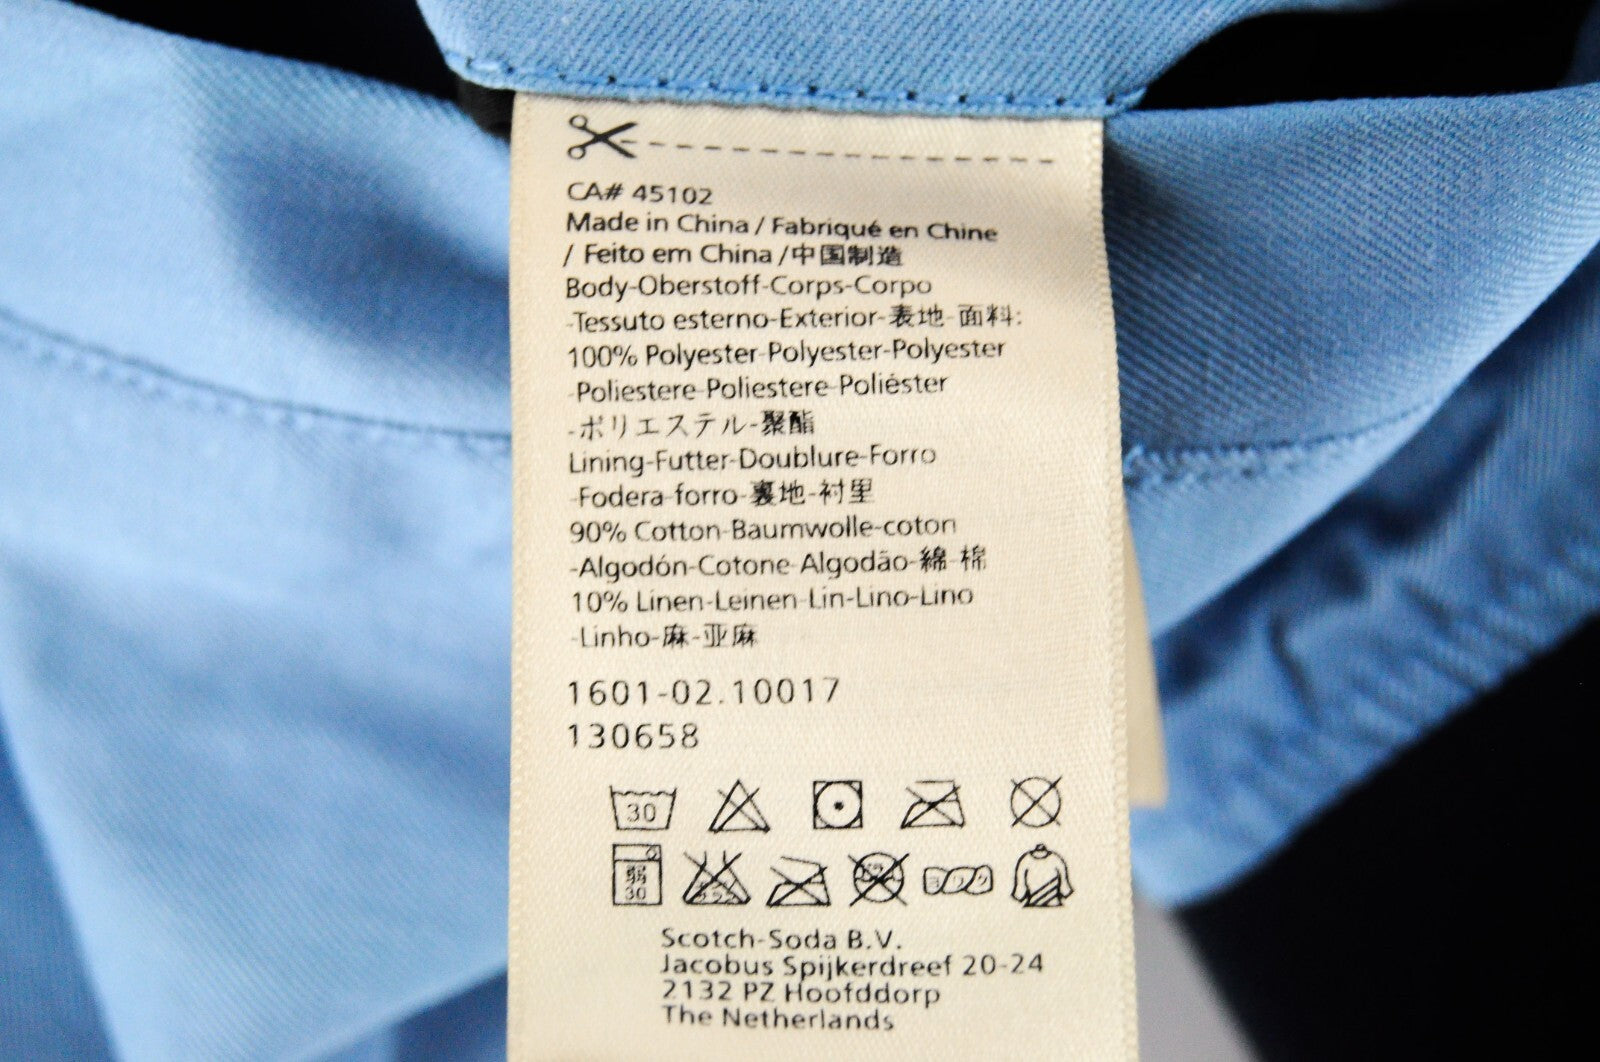 CA# 45102
Made in China / Fabriqué en Chine
/ Feito em China /中国制造
Body-Oberstoff-Corps-Corpo
-Tessuto esterno-Exterior-表地-面料:
100% Polyester-Polyester-Polyester
-Poliestere-Poliestere-Poliéster
-ポリエステル-聚酯
Lining-Futter-Doublure-Forro
-Fodera-forro-裏地-衬里
90% Cotton-Baumwolle-coton
-Algodón-Cotone-Algodão-綿-棉
10% Linen-Leinen-Lin-Lino-Lino
-Linho-麻-亚麻
1601-02.10017
130658
30
弱 30 ヨワク
Scotch-Soda B.V.
Jacobus Spijkerdreef 20-24
2132 PZ Hoofddorp
The Netherlands